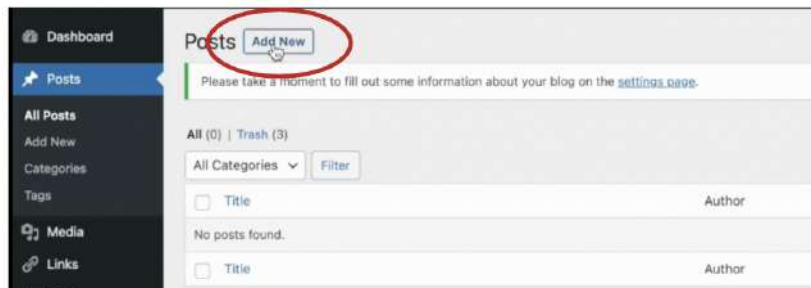 Dashboard
Posts
All Posts
Add New
Categories
Tags
Media
Links
Posts Add New
Please take a moment to fill out some information about your blog on the settings page.
All (0) | Trash (3)
All Categories Filter
Title Author
No posts found.
Title Author